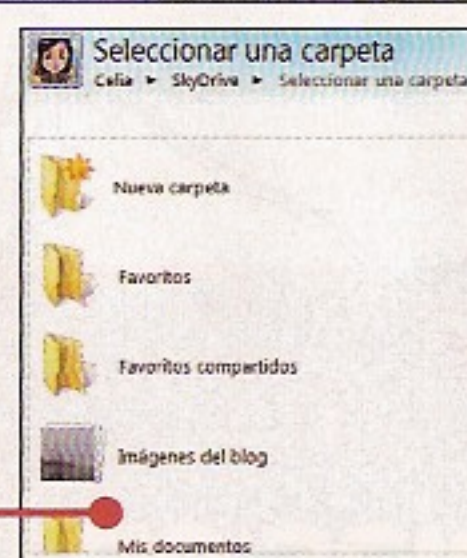 Seleccionar una carpeta
Celia ► SkyDrive ► Seleccionar una carpeta
Nueva carpeta
Favoritos
Favoritos compartidos
Imágenes del blog
Mis documentos